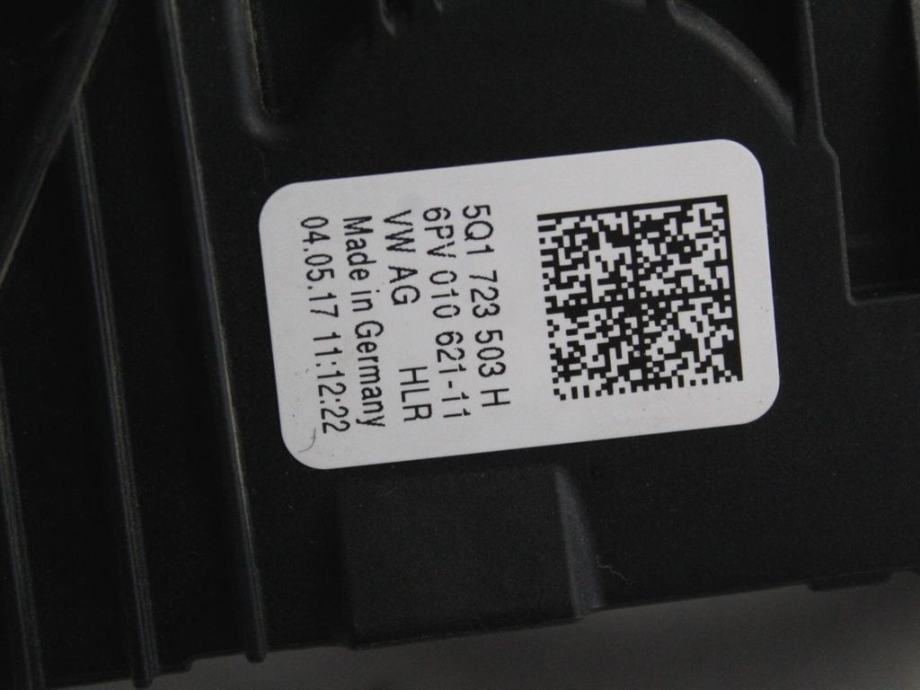 5Q1 723 503 H
6PV 010 621-11
VW AG HLR
Made in Germany
04.05.17 11:12:22